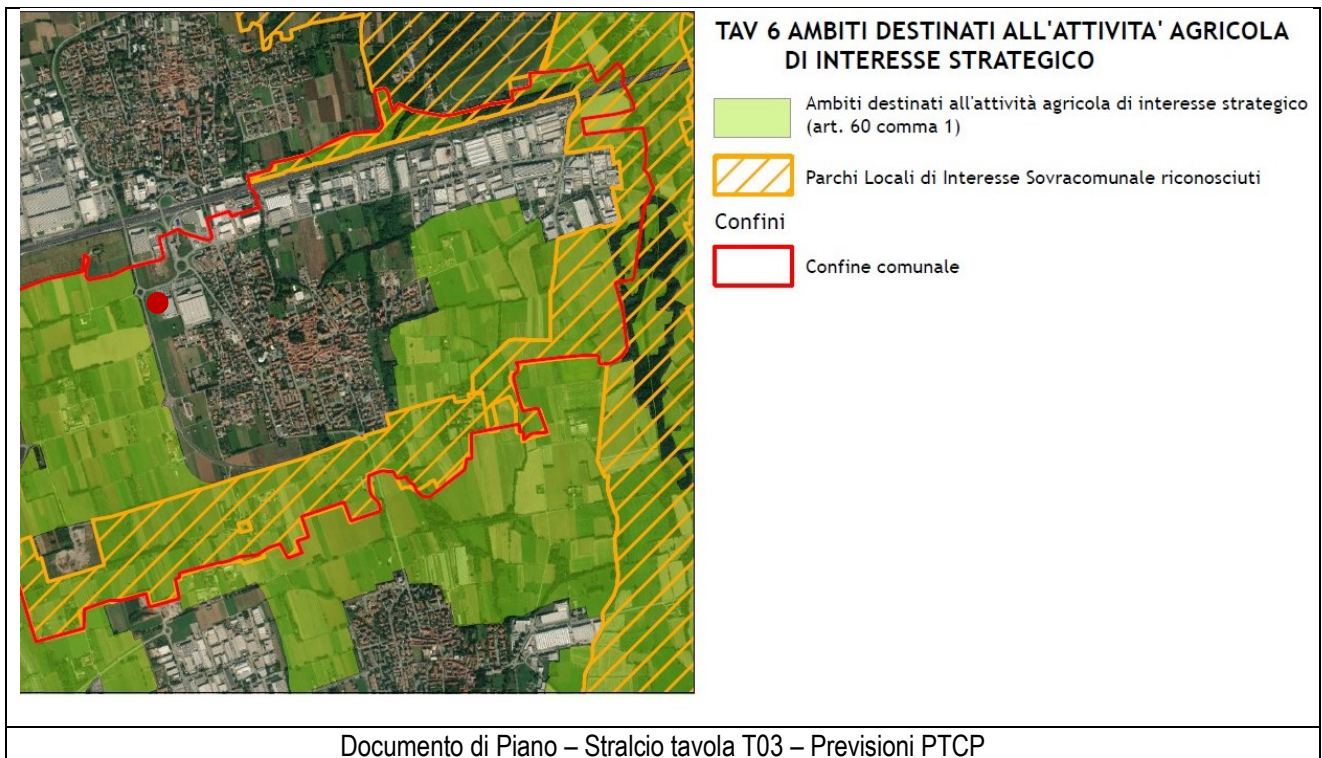 TAV 6 AMBITI DESTINATI ALL'ATTIVITA' AGRICOLA
DI INTERESSE STRATEGICO
Ambiti destinati all'attività agricola di interesse strategico
(art. 60 comma 1)
Parchi Locali di Interesse Sovracomunale riconosciuti
Confini
Confine comunale
Documento di Piano – Stralcio tavola T03 – Previsioni PTCP